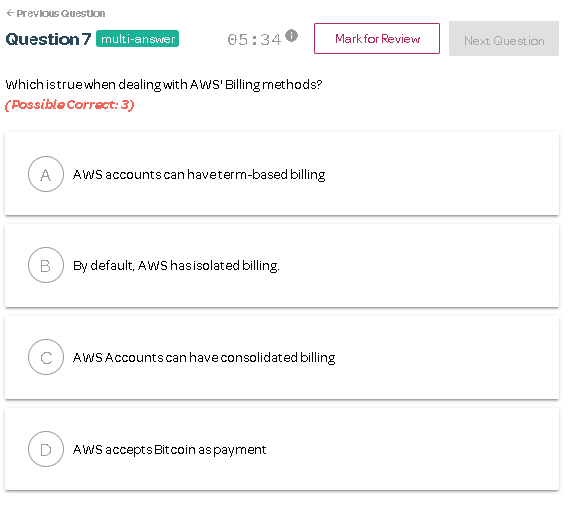 ← Previous Question
Question 7 multi-answer 05:34 i Mark for Review Next Question
Which is true when dealing with AWS' Billing methods?
(Possible Correct: 3)
A AWS accounts can have term-based billing
B By default, AWS has isolated billing.
C AWS Accounts can have consolidated billing
D AWS accepts Bitcoin as payment